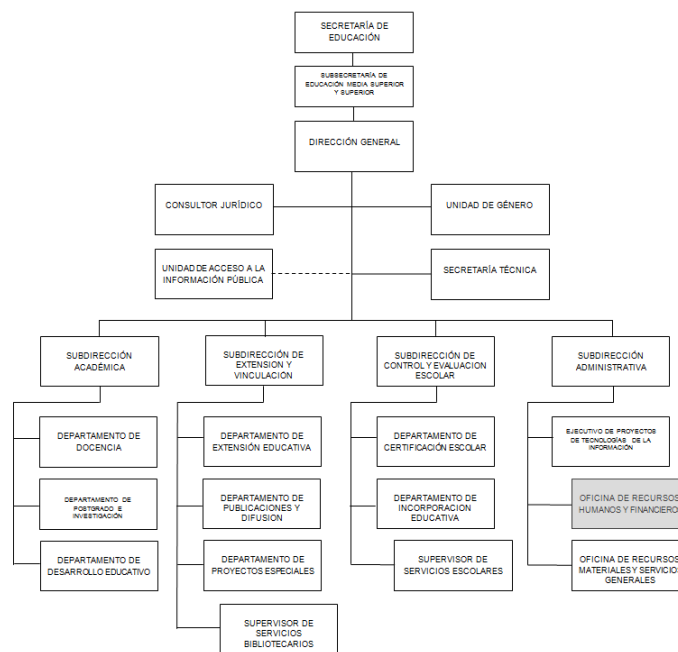 SECRETARÍA DE
EDUCACIÓN
SUBSECRETARÍA DE
EDUCACIÓN MEDIA SUPERIOR
Y SUPERIOR
DIRECCIÓN GENERAL
CONSULTOR JURÍDICO
UNIDAD DE GÉNERO
UNIDAD DE ACCESO A LA
INFORMACIÓN PÚBLICA
SECRETARÍA TÉCNICA
SUBDIRECCIÓN
ACADÉMICA
SUBDIRECCIÓN DE
EXTENSION Y
VINCULACIÓN
SUBDIRECCIÓN DE
CONTROL Y EVALUACION
ESCOLAR
SUBDIRECCIÓN
ADMINISTRATIVA
DEPARTAMENTO DE
DOCENCIA
DEPARTAMENTO DE
EXTENSIÓN EDUCATIVA
DEPARTAMENTO DE
CERTIFICACIÓN ESCOLAR
EJECUTIVO DE PROYECTOS
DE TECNOLOGÍAS DE LA
INFORMACIÓN
DEPARTAMENTO DE
POSTGRADO E
INVESTIGACIÓN
DEPARTAMENTO DE
PUBLICACIONES Y
DIFUSION
DEPARTAMENTO DE
INCORPORACION
EDUCATIVA
OFICINA DE RECURSOS
HUMANOS Y FINANCIERO
DEPARTAMENTO DE
DESARROLLO EDUCATIVO
DEPARTAMENTO DE
PROYECTOS ESPECIALES
SUPERVISOR DE
SERVICIOS ESCOLARES
OFICINA DE RECURSOS
MATERIALES Y SERVICIOS
GENERALES
SUPERVISOR DE
SERVICIOS
BIBLIOTECARIOS